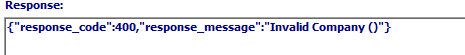 Response:
{"response_code":400,"response_message":"Invalid Company ()"}